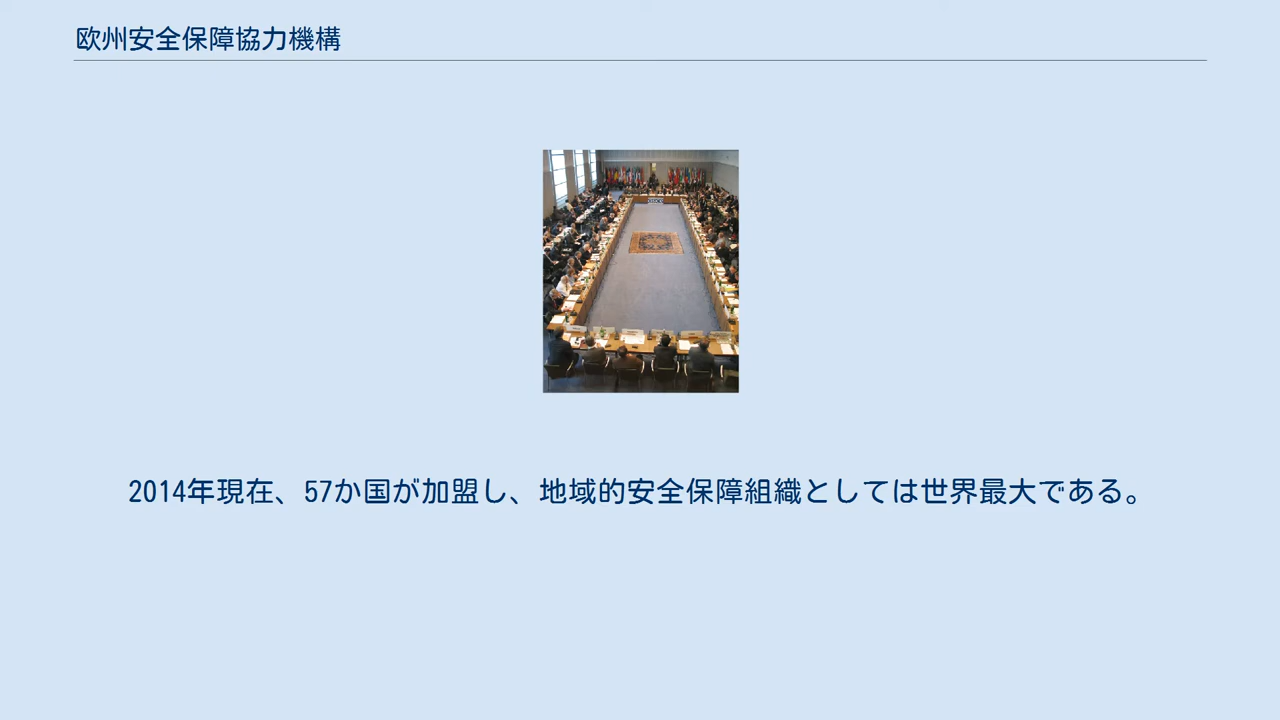 欧州安全保障協力機構
2014年現在、57か国が加盟し、地域的安全保障組織としては世界最大である。